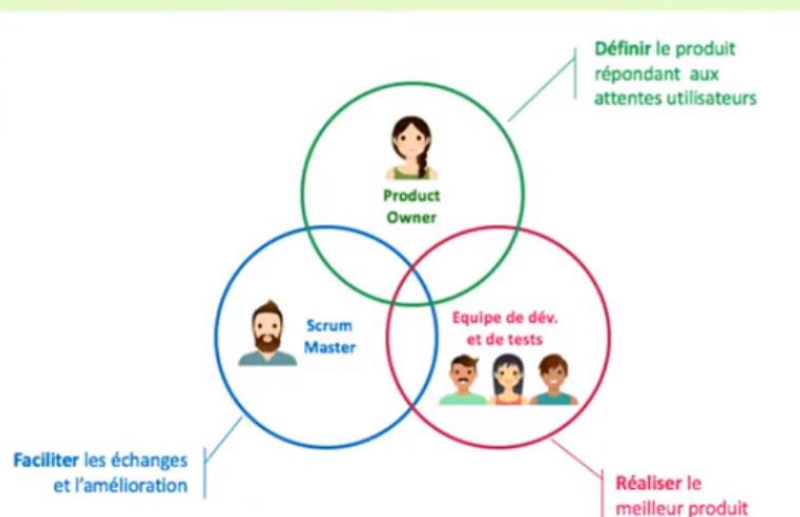 Définir le produit
répondant aux
attentes utilisateurs
Product
Owner
Scrum
Master
Equipe de dév.
et de tests
Faciliter les échanges
et l'amélioration
Réaliser le
meilleur produit